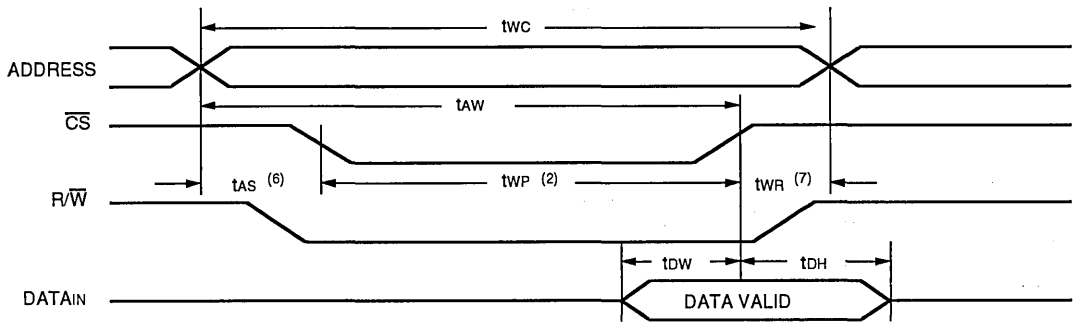 tWC
ADDRESS
tAW
CS
tAS (6) tWP (2) tWR (7)
R/W
tDW tDH
DATAIN DATA VALID